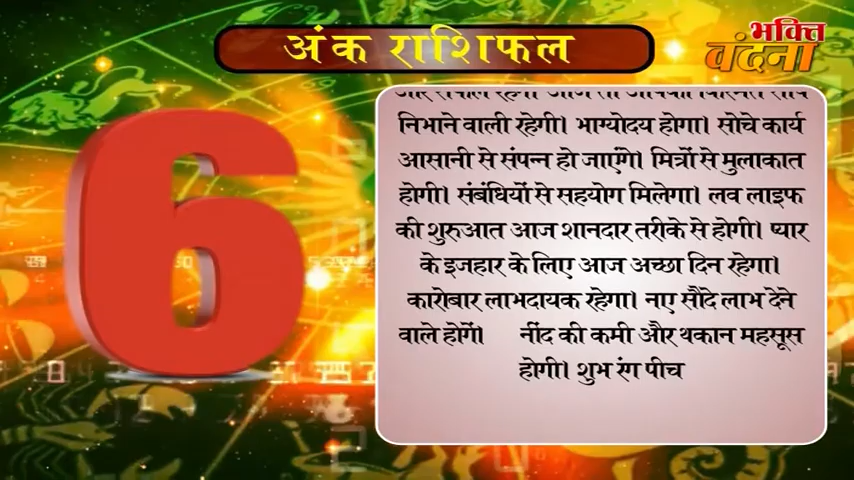 अंक राशिफल
भक्ति
वंदना
6
निभाने वाली रहेगी। भाग्योदय होगा। सोचे कार्य
आसानी से संपन्न हो जाएंगे। मित्रों से मुलाकात
होगी। संबंधियों से सहयोग मिलेगा। लव लाइफ
की शुरुआत आज शानदार तरीके से होगी। प्यार
के इजहार के लिए आज अच्छा दिन रहेगा।
कारोबार लाभदायक रहेगा। नए सौदे लाभ देने
वाले होगें। नींद की कमी और थकान महसूस
होगी। शुभ रंग पीच